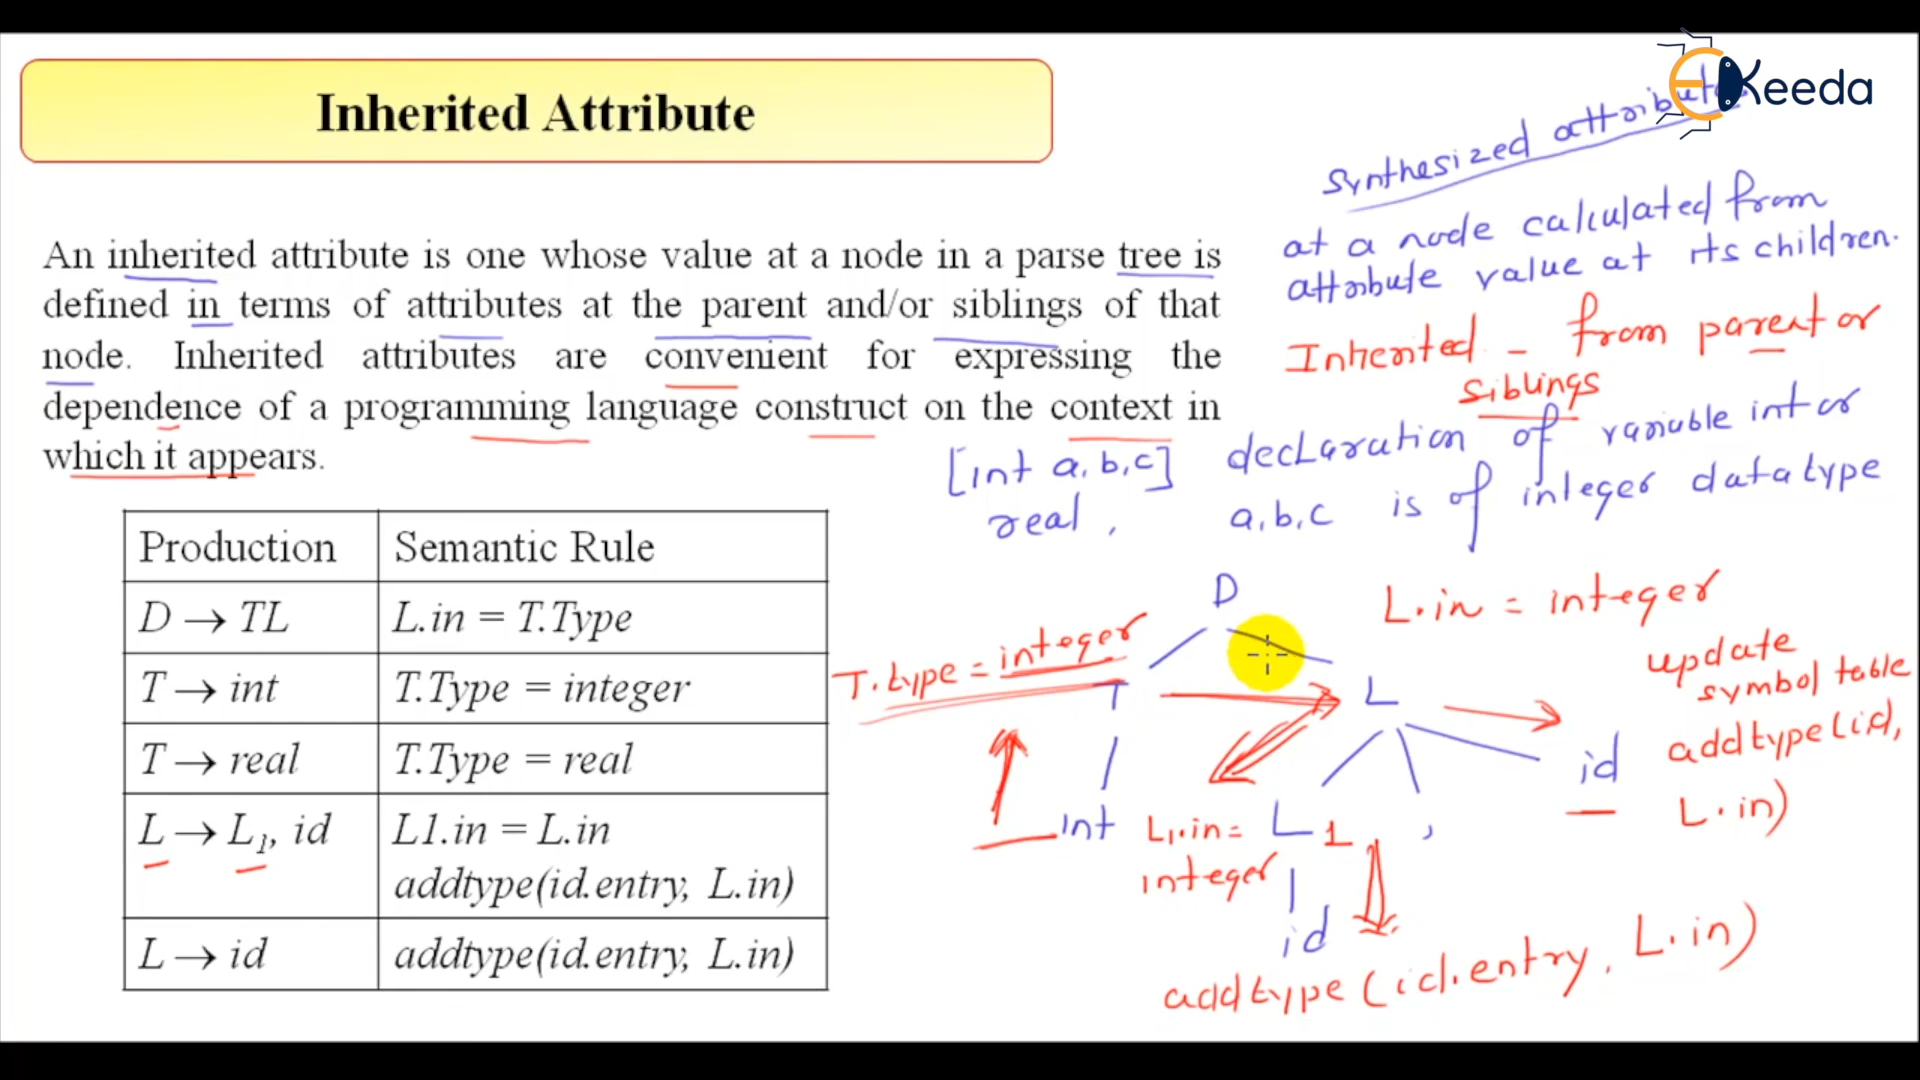 Keeda
Inherited Attribute
synthesized attribut
at a node calculated from
attribute value at its children.
An inherited attribute is one whose value at a node in a parse tree is
defined in terms of attributes at the parent and/or siblings of that
node. Inherited attributes are convenient for expressing the
dependence of a programming language construct on the context in
which it appears.
Inherited - from parent or
siblings
[int a,b,c] declaration of variable int or
real, a,b,c is of integer datatype
Production Semantic Rule
D → TL L.in = T.Type
T → int T.Type = integer
T → real T.Type = real
L → L1, id L1.in = L.in
addtype(id.entry, L.in)
L → id addtype(id.entry, L.in)
D
L.in = integer
T.type = integer
T
L
update
symbol table
addtype(id,
L.in)
id
int
L1.in =
integer
L1
,
id
addtype(id.entry, L.in)